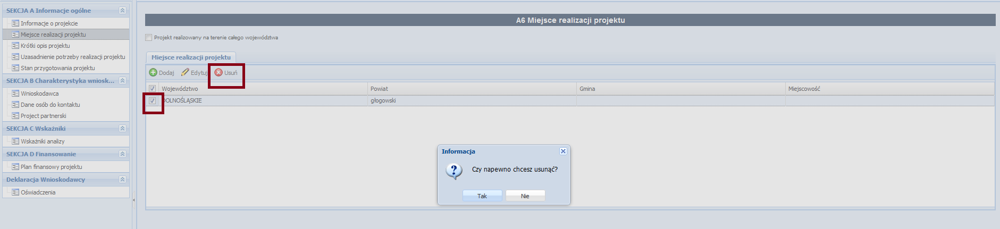 SEKCJA A Informacje ogólne
Informacje o projekcie
Miejsce realizacji projektu
Krótki opis projektu
Uzasadnienie potrzeby realizacji projektu
Stan przygotowania projektu
SEKCJA B Charakterystyka wniosk...
Wnioskodawca
Dane osób do kontaktu
Project partnerski
SEKCJA C Wskaźniki
Wskaźniki analizy
SEKCJA D Finansowanie
Plan finansowy projektu
Deklaracja Wnioskodawcy
Oświadczenia
A6 Miejsce realizacji projektu
Projekt realizowany na terenie całego województwa
Miejsce realizacji projektu
Dodaj Edytuj Usuń
Województwo Powiat Gmina Miejscowość
DOLNOŚLĄSKIE głogowski
Informacja
Czy napewno chcesz usunąć?
Tak Nie